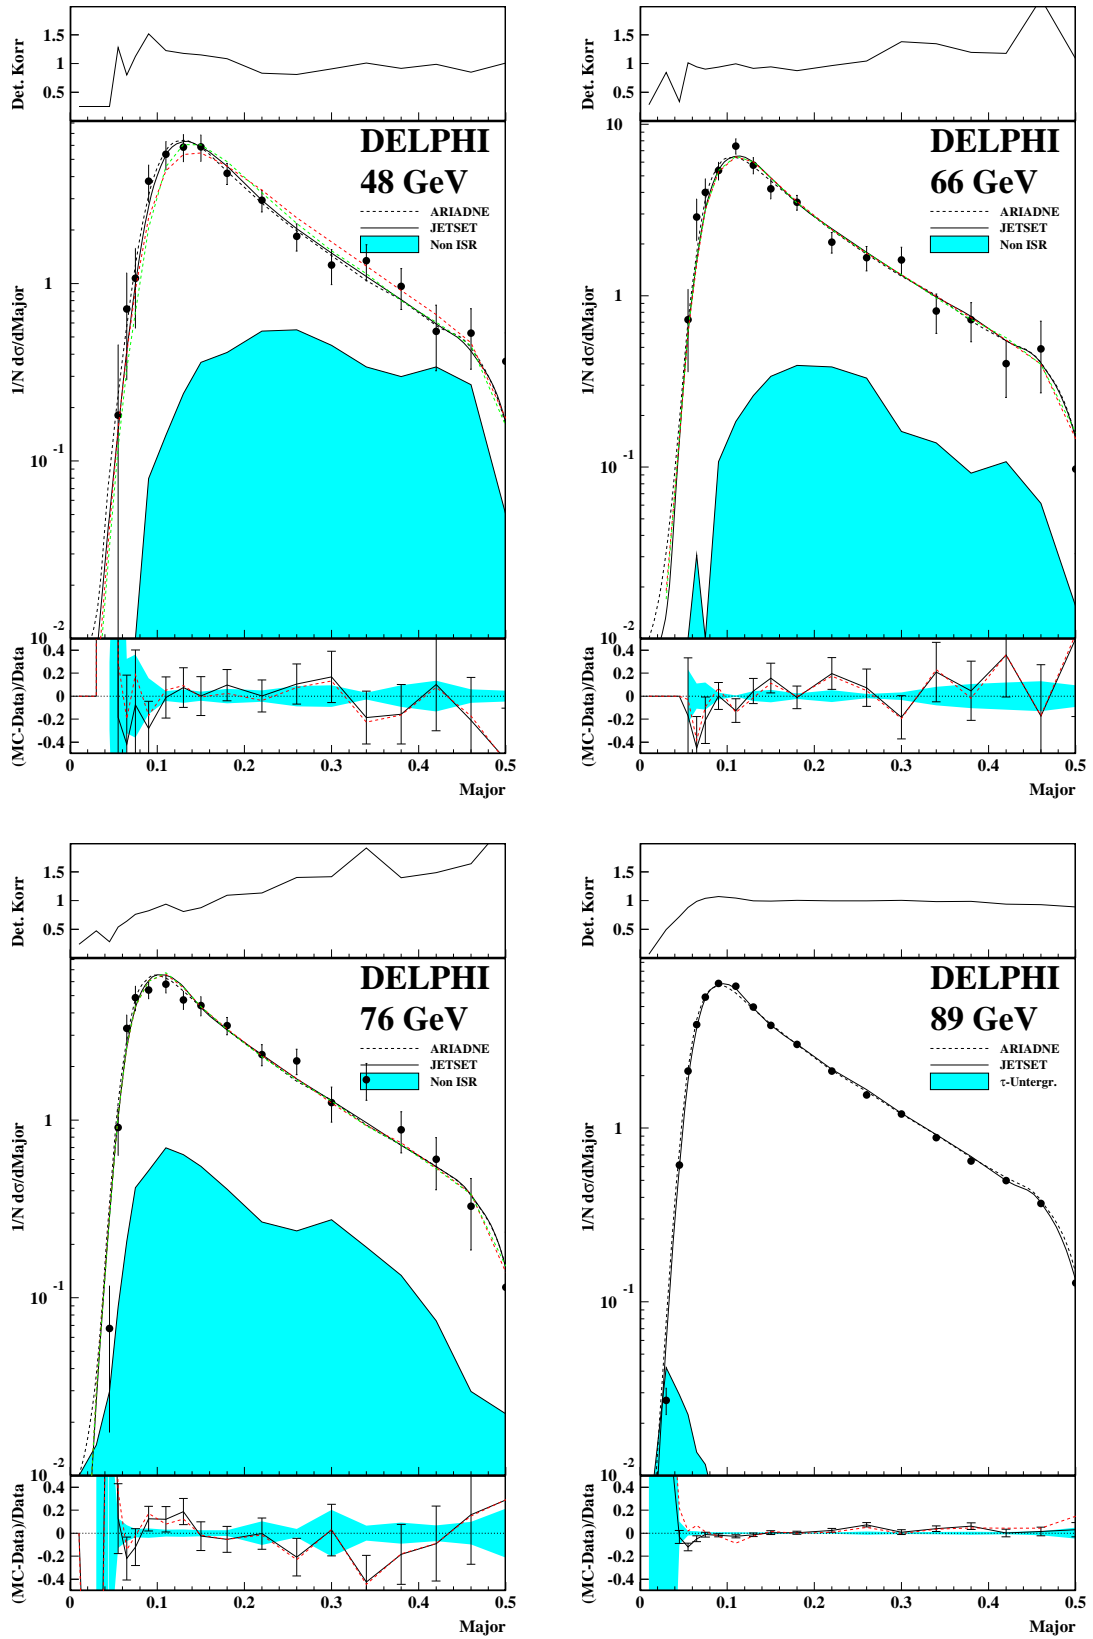 Det. Korr
1.5
1
0.5
1/N dσ/dMajor
DELPHI
48 GeV
ARIADNE
JETSET
Non ISR
1
10 -1
10 -2
(MC-Data)/Data
0.4
0.2
0
-0.2
-0.4
0 0.1 0.2 0.3 0.4 0.5
Major
Det. Korr
1.5
1
0.5
1/N dσ/dMajor
10
DELPHI
66 GeV
ARIADNE
JETSET
Non ISR
1
10 -1
10 -2
(MC-Data)/Data
0.4
0.2
0
-0.2
-0.4
0 0.1 0.2 0.3 0.4 0.5
Major
Det. Korr
1.5
1
0.5
1/N dσ/dMajor
DELPHI
76 GeV
ARIADNE
JETSET
Non ISR
1
10 -1
10 -2
(MC-Data)/Data
0.4
0.2
0
-0.2
-0.4
0 0.1 0.2 0.3 0.4 0.5
Major
Det. Korr
1.5
1
0.5
1/N dσ/dMajor
DELPHI
89 GeV
ARIADNE
JETSET
τ-Untergr.
1
10 -1
10 -2
(MC-Data)/Data
0.4
0.2
0
-0.2
-0.4
0 0.1 0.2 0.3 0.4 0.5
Major